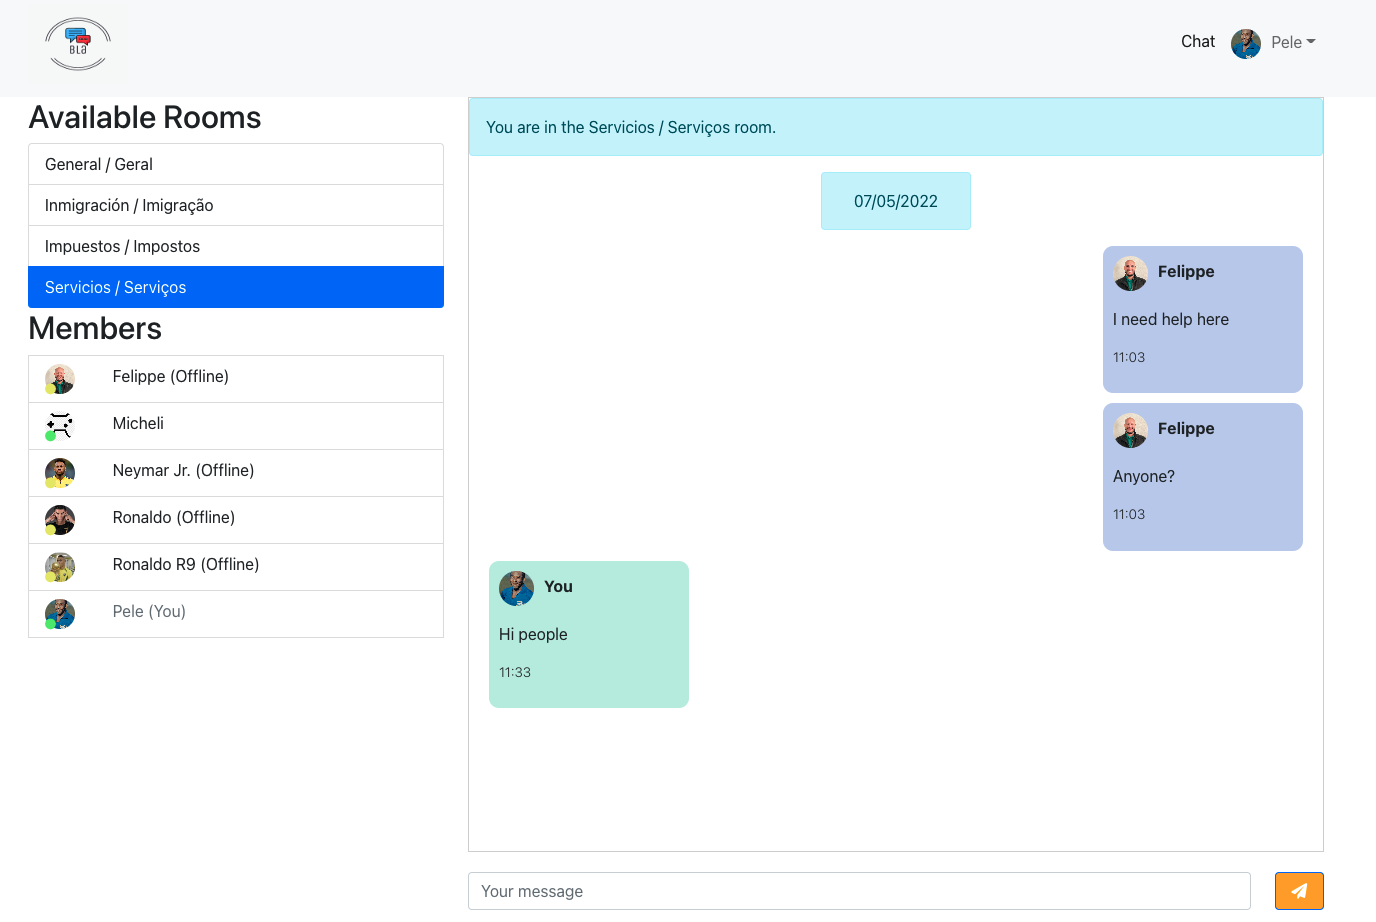 BLa
Chat
Pele
Available Rooms
General / Geral
Inmigración / Imigração
Impuestos / Impostos
Servicios / Serviços
Members
Felippe (Offline)
Micheli
Neymar Jr. (Offline)
Ronaldo (Offline)
Ronaldo R9 (Offline)
Pele (You)
You are in the Servicios / Serviços room.
07/05/2022
Felippe
I need help here
11:03
Felippe
Anyone?
11:03
You
Hi people
11:33
Your message